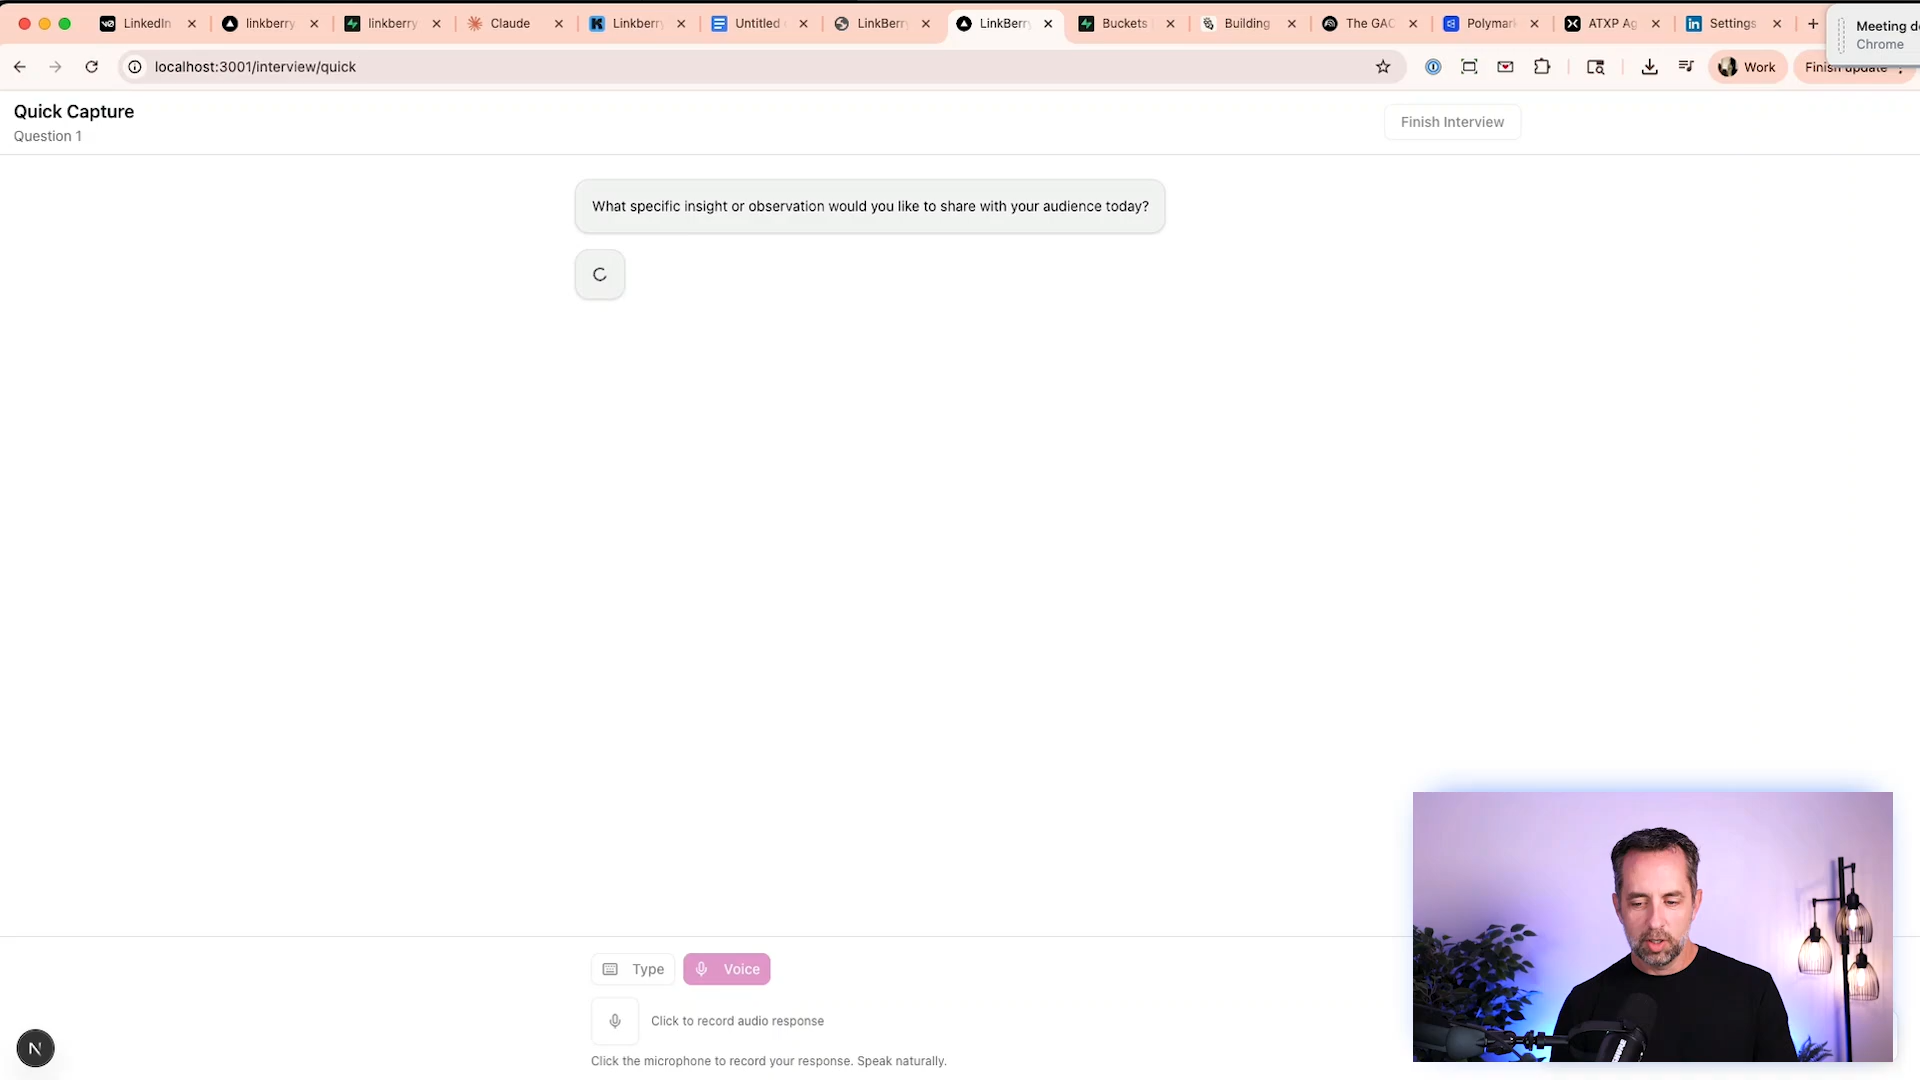 LinkedIn
linkberry
linkberry
Claude
Linkberry
Untitled
LinkBerry
LinkBerry
Buckets
Building
The GAC
Polymar
ATXP Ag
Settings
Meeting de
Chrome
localhost:3001/interview/quick
Work
Finish update
Quick Capture
Question 1
Finish Interview
What specific insight or observation would you like to share with your audience today?
Type
Voice
Click to record audio response
Click the microphone to record your response. Speak naturally.
N